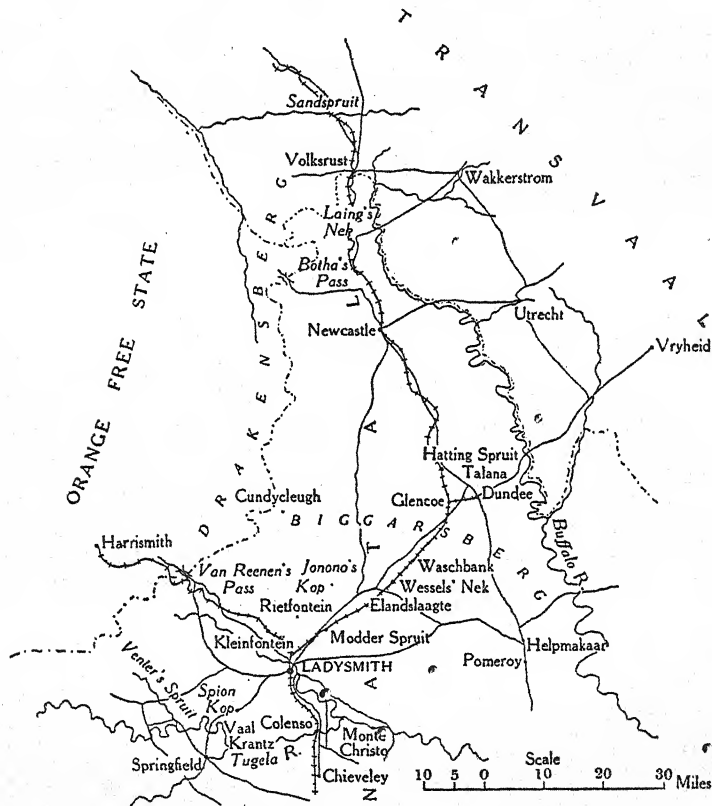 TRANSVAAL
Sandspruit
Volksrust
Wakkerstrom
Laing's
Nek
Botha's
Pass
DRAKENSBERG
ORANGE FREE STATE
NATAL
Newcastle
Utrecht
Vryheid
Hatting Spruit
Talana
Dundee
Glencoe
Cundycleugh
BIGGARSBERG
Buffalo R.
Harrismith
Van Reenen's
Pass
Jonono's
Kop
Waschbank
Wessels' Nek
Rietfontein
Elandslaagte
Kleinfontein
Modder Spruit
Helpmakaar
LADYSMITH
Pomeroy
Venter's Spruit
Spion
Kop
Vaal
Krantz
Colenso
Monte
Christo
Tugela R.
Springfield
Chieveley
Scale
10 5 0 10 20 30 Miles